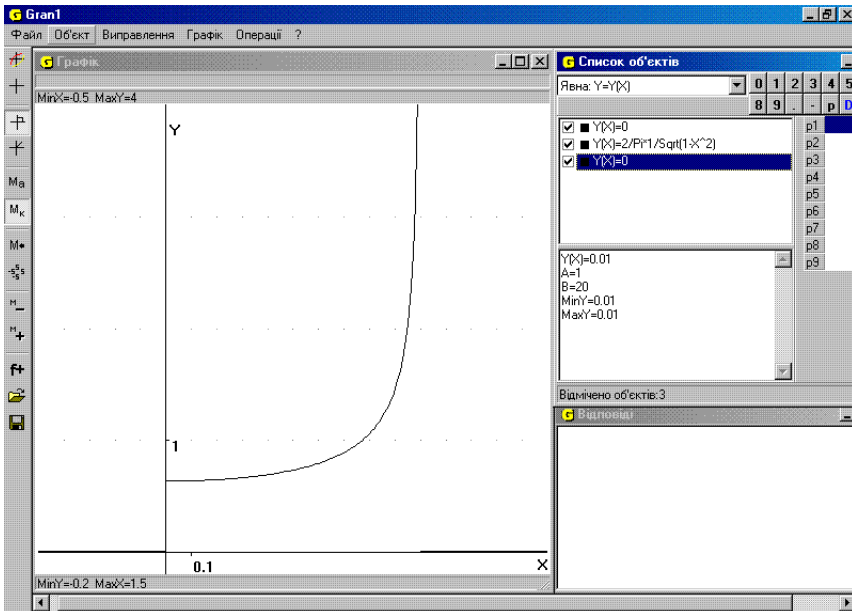 Gran1
Файл Об'єкт Виправлення Графік Операції ?
Графік
MinX=-0.5 MaxY=4
Y
1
0.1
X
MinY=-0.2 MaxX=1.5
Ma
Мк
М•
-s s s s
М
–
М
+
f+
Список об'єктів
Явна: Y=Y(X)
0 1 2 3 4 5
8 9 . - p D
Y(X)=0
Y(X)=2/Pi*1/Sqrt(1-X^2)
Y(X)=0
p1
p2
p3
p4
p5
p6
p7
p8
p9
Y(X)=0.01
A=1
B=20
MinY=0.01
MaxY=0.01
Відмічено об'єктів:3
Відповіді